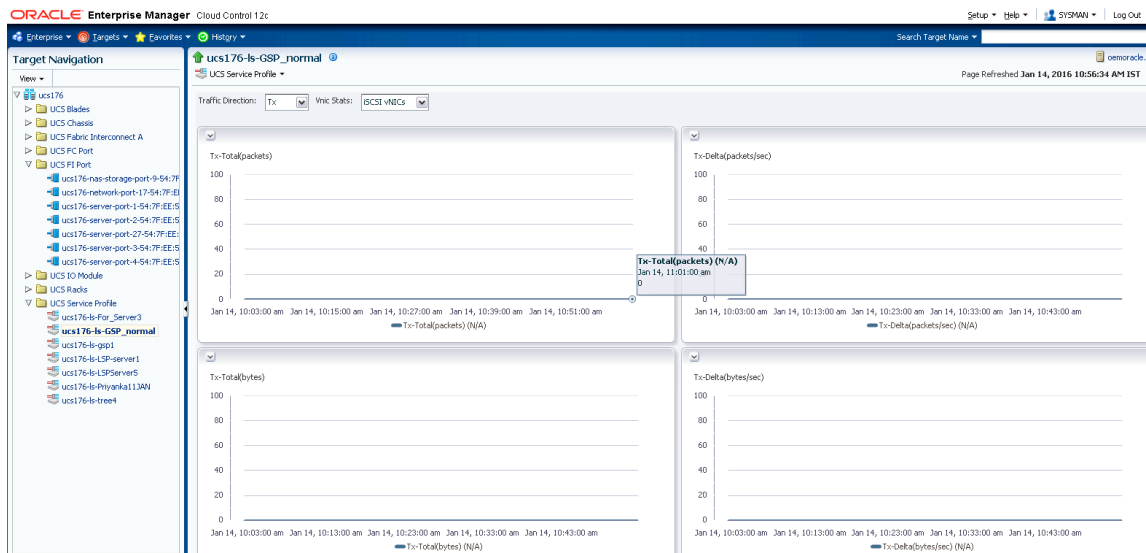 ORACLE Enterprise Manager Cloud Control 12c
Setup Help SYSMAN Log Out
Enterprise Targets Favorites History
Search Target Name
Target Navigation
View
ucs176
UCS Blades
UCS Chassis
UCS Fabric Interconnect A
UCS FC Port
UCS FI Port
ucs176-nas-storage-port-9-54:7F
ucs176-network-port-17-54:7F:EI
ucs176-server-port-1-54:7F:EE:5
ucs176-server-port-2-54:7F:EE:5
ucs176-server-port-27-54:7F:EE:
ucs176-server-port-3-54:7F:EE:5
ucs176-server-port-4-54:7F:EE:5
UCS IO Module
UCS Racks
UCS Service Profile
ucs176-ls-For_Server3
ucs176-ls-GSP_normal
ucs176-ls-gsp1
ucs176-ls-LSP-server1
ucs176-ls-LSPServer5
ucs176-ls-Priyanka11JAN
ucs176-ls-tree4
ucs176-ls-GSP_normal
oemoracle.
UCS Service Profile
Page Refreshed Jan 14, 2016 10:56:34 AM IST
Traffic Direction: Tx Vnic Stats: iSCSI vNICs
Tx-Total(packets)
100
80
60
40
20
0
Jan 14, 10:03:00 am Jan 14, 10:15:00 am Jan 14, 10:27:00 am Jan 14, 10:39:00 am Jan 14, 10:51:00 am
Tx-Total(packets) (N/A)
Tx-Total(packets) (N/A)
Jan 14, 11:01:00 am
0
Tx-Delta(packets/sec)
100
80
60
40
0
Jan 14, 10:03:00 am Jan 14, 10:13:00 am Jan 14, 10:23:00 am Jan 14, 10:33:00 am Jan 14, 10:43:00 am
Tx-Delta(packets/sec) (N/A)
Tx-Total(bytes)
100
80
60
40
20
0
Jan 14, 10:03:00 am Jan 14, 10:13:00 am Jan 14, 10:23:00 am Jan 14, 10:33:00 am Jan 14, 10:43:00 am
Tx-Total(bytes) (N/A)
Tx-Delta(bytes/sec)
100
80
60
40
20
0
Jan 14, 10:03:00 am Jan 14, 10:13:00 am Jan 14, 10:23:00 am Jan 14, 10:33:00 am Jan 14, 10:43:00 am
Tx-Delta(bytes/sec) (N/A)